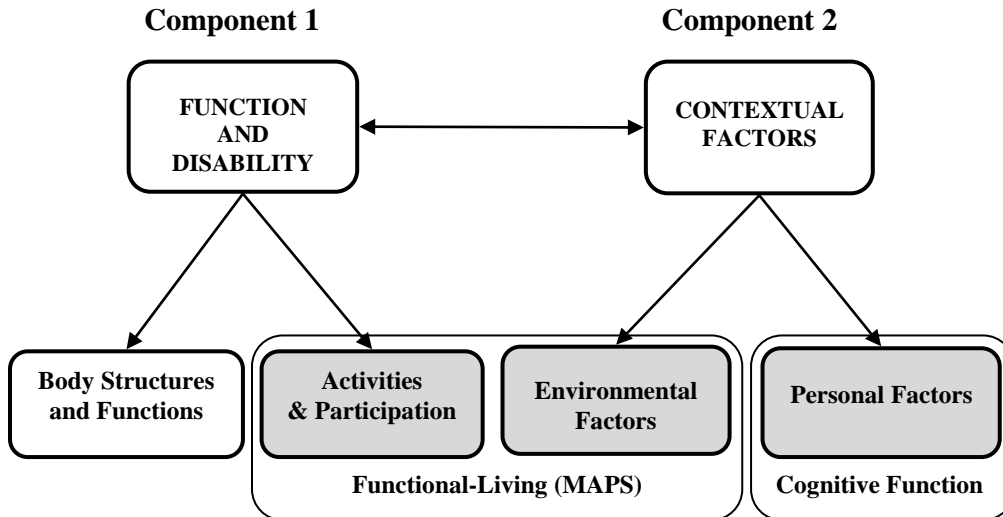 Component 1
Component 2
FUNCTION
AND
DISABILITY
CONTEXTUAL
FACTORS
Body Structures
and Functions
Activities
& Participation
Environmental
Factors
Personal Factors
Functional-Living (MAPS)
Cognitive Function